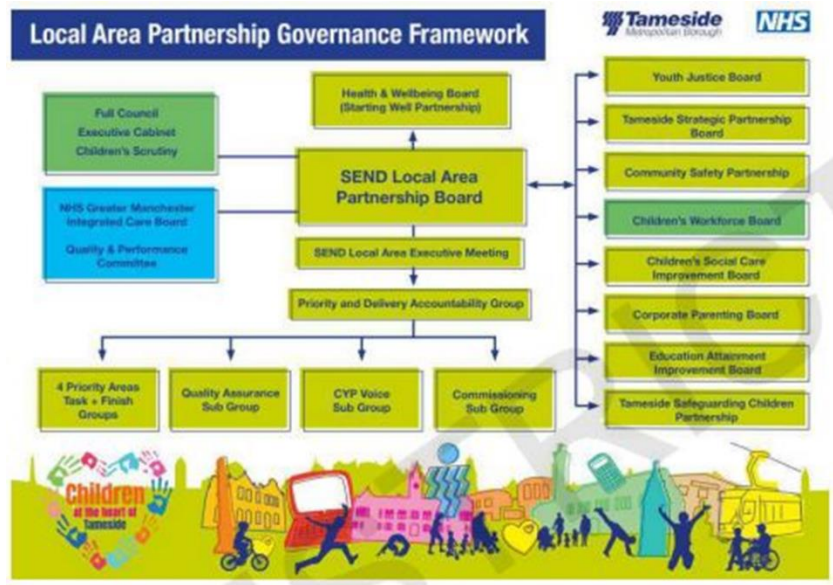 Local Area Partnership Governance Framework
Tameside
Metropolitan Borough
NHS
Full Council
Executive Cabinet
Children's Scrutiny
NHS Greater Manchester
Integrated Care Board
Quality & Performance
Committee
Health & Wellbeing Board
(Starting Well Partnership)
SEND Local Area
Partnership Board
SEND Local Area Executive Meeting
Priority and Delivery Accountability Group
4 Priority Areas
Task + Finish
Groups
Quality Assurance
Sub Group
CYP Voice
Sub Group
Commissioning
Sub Group
Youth Justice Board
Tameside Strategic Partnership
Board
Community Safety Partnership
Children's Workforce Board
Children's Social Care
Improvement Board
Corporate Parenting Board
Education Attainment
Improvement Board
Tameside Safeguarding Children
Partnership
Children
at the heart of
Tameside